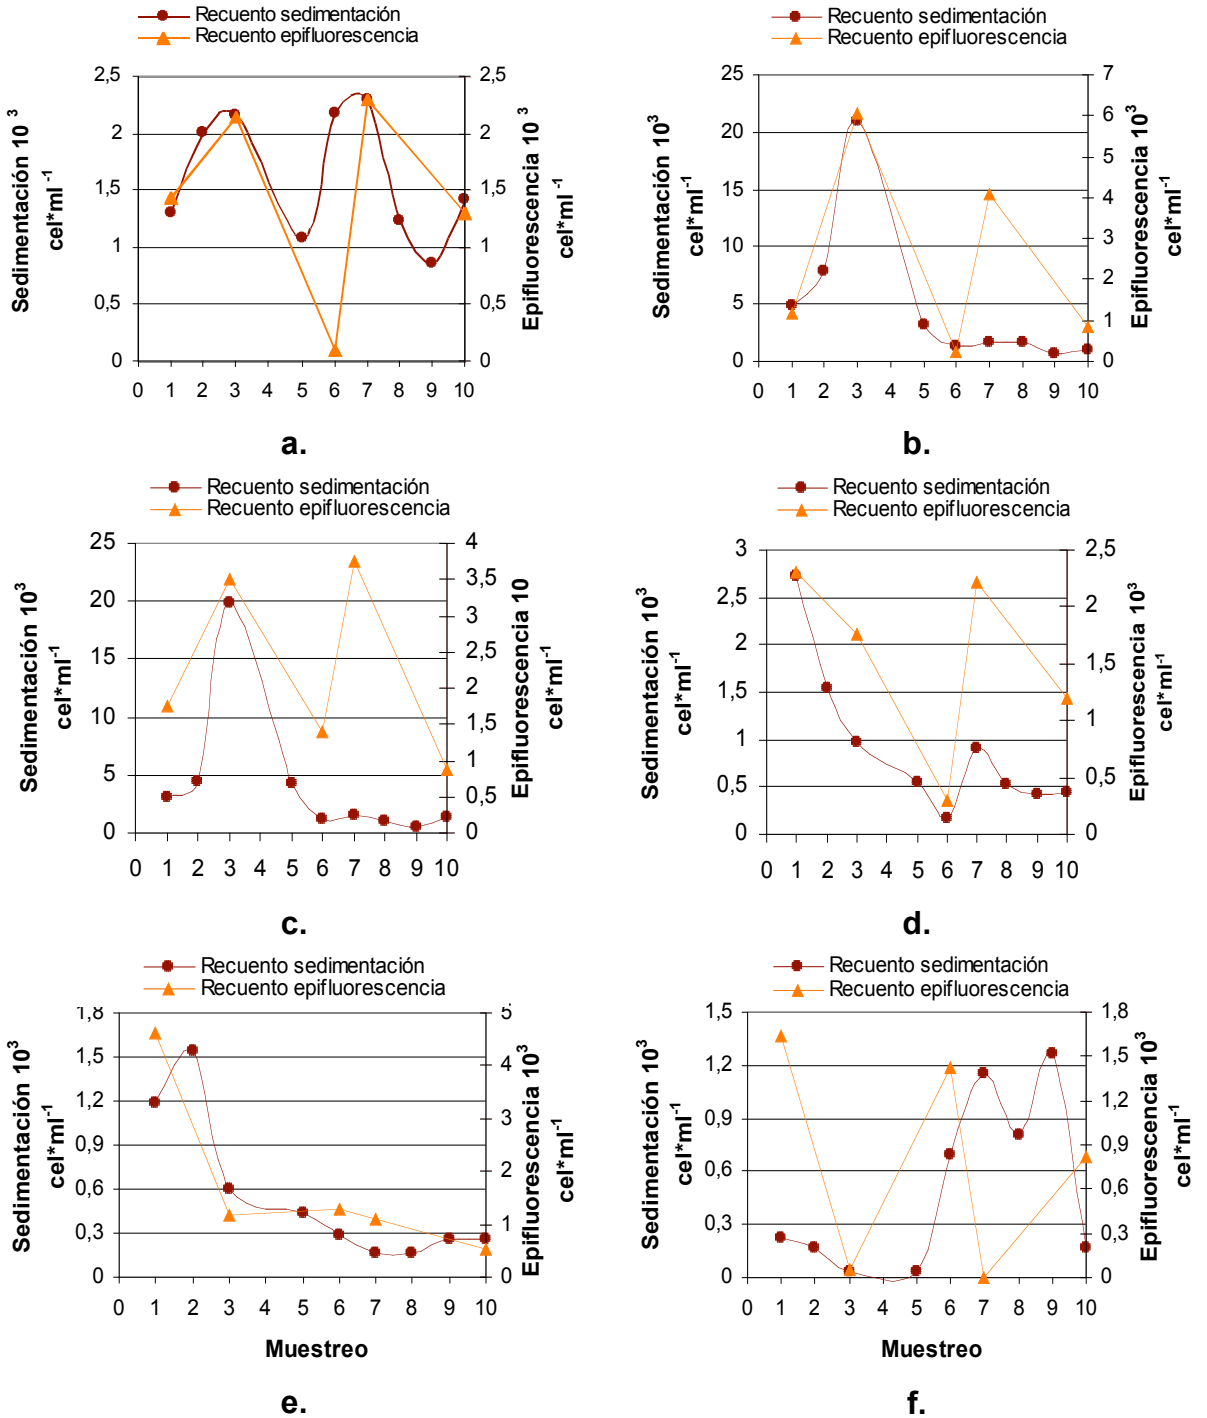 Recuento sedimentación
Recuento epifluorescencia
Sedimentación 10 3
cel*ml -1
2,5
2
1,5
1
0,5
0
2,5
2
1,5
1
0,5
0
Epifluorescencia 10 3
cel*ml -1
0 1 2 3 4 5 6 7 8 9 10
a.
Recuento sedimentación
Recuento epifluorescencia
Sedimentación 10 3
cel*ml -1
25
20
15
10
5
0
7
6
5
4
3
2
1
0
Epifluorescencia 10 3
cel*ml -1
0 1 2 3 4 5 6 7 8 9 10
b.
Recuento sedimentación
Recuento epifluorescencia
Sedimentación 10 3
cel*ml -1
25
20
15
10
5
0
4
3,5
3
2,5
2
1,5
1
0,5
0
Epifluorescencia 10
cel*ml -1
0 1 2 3 4 5 6 7 8 9 10
c.
Recuento sedimentación
Recuento epifluorescencia
Sedimentación 10 3
cel*ml -1
3
2,5
2
1,5
1
0,5
0
2,5
2
1,5
1
0,5
0
Epifluorescencia 10 3
cel*ml -1
0 1 2 3 4 5 6 7 8 9 10
d.
Recuento sedimentación
Recuento epifluorescencia
Sedimentación 10 3
cel*ml -1
1,8
1,5
1,2
0,9
0,6
0,3
0
5
4
3
2
1
0
Epifluorescencia 10 3
cel*ml -1
0 1 2 3 4 5 6 7 8 9 10
Muestreo
e.
Recuento sedimentación
Recuento epifluorescencia
Sedimentación 10 3
cel*ml -1
1,5
1,2
0,9
0,6
0,3
0
1,8
1,5
1,2
0,9
0,6
0,3
0
Epifluorescencia 10 3
cel*ml -1
0 1 2 3 4 5 6 7 8 9 10
Muestreo
f.